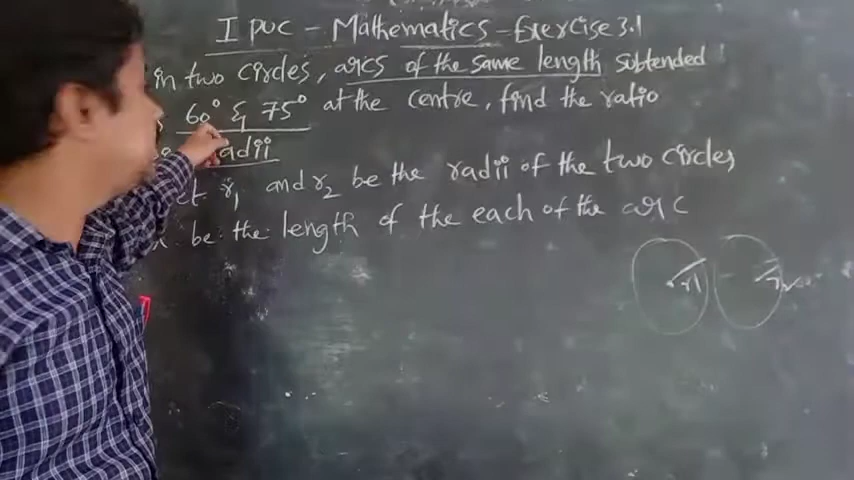 I PUC - Mathematics - Exercise 3.1
in two circles, arcs of the same length subtended
60° & 75° at the centre, find the ratio
radii
r₁ and r₂ be the radii of the two circles
be the length of the each of the arc
r1